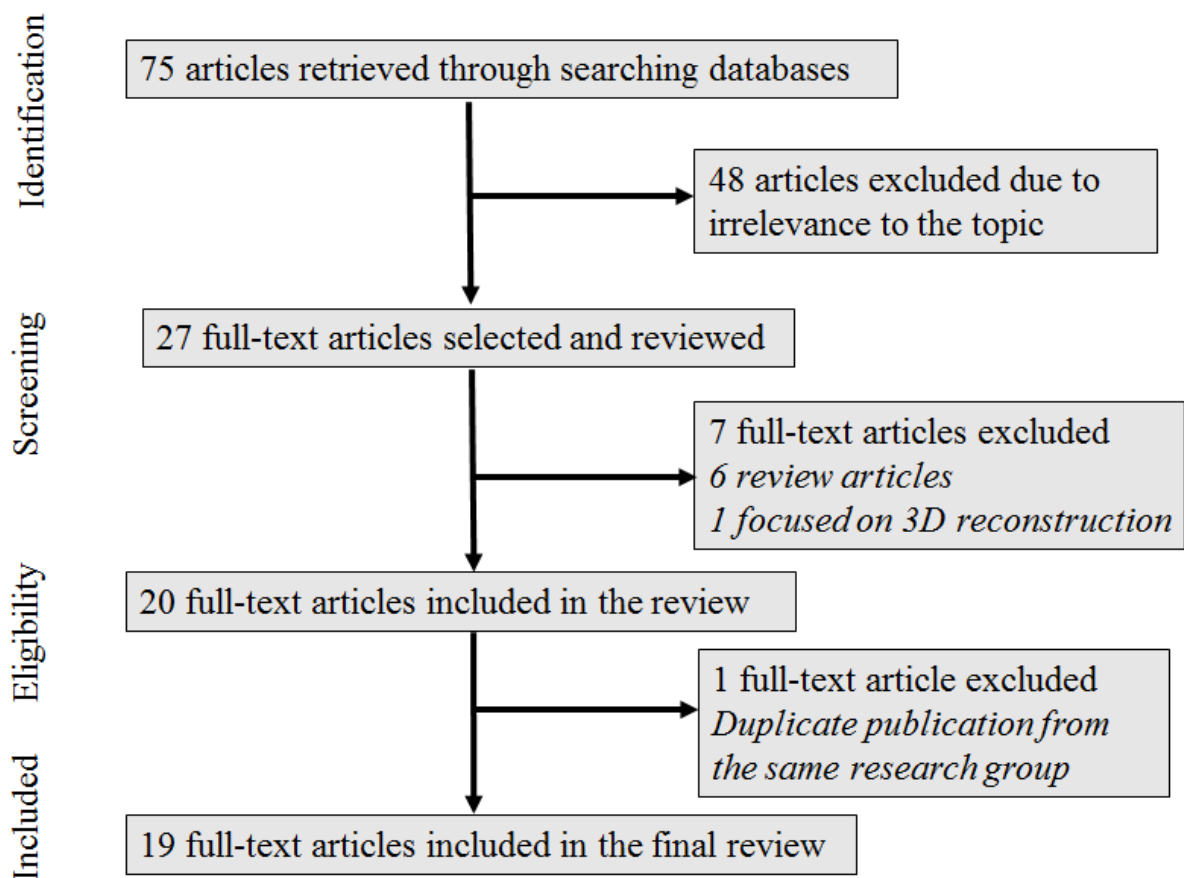 Identification
75 articles retrieved through searching databases
48 articles excluded due to
irrelevance to the topic
Screening
27 full-text articles selected and reviewed
7 full-text articles excluded
6 review articles
1 focused on 3D reconstruction
Eligibility
20 full-text articles included in the review
1 full-text article excluded
Duplicate publication from
the same research group
Included
19 full-text articles included in the final review